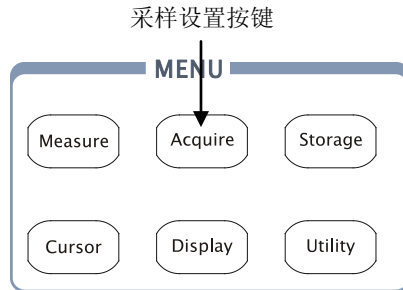 采样设置按键
MENU
Measure Acquire Storage
Cursor Display Utility